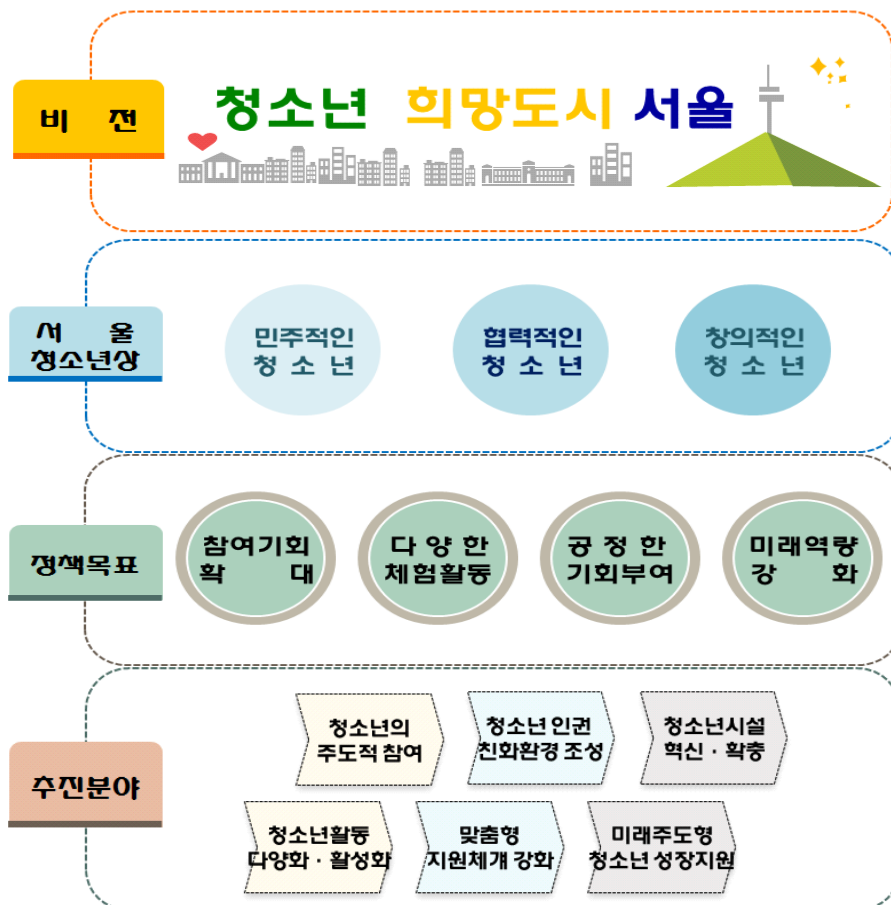 비 전
청소년 희망도시 서울
서 울
청소년상
민주적인
청 소 년
협력적인
청 소 년
창의적인
청 소 년
정책목표
참여기회
확 대
다 양 한
체험활동
공 정 한
기회부여
미래역량
강 화
추진분야
청소년의
주도적 참여
청소년 인권
친화환경 조성
청소년시설
혁신 · 확충
청소년활동
다양화 · 활성화
맞춤형
지원체걔 강화
미래주도형
청소년 성장지원